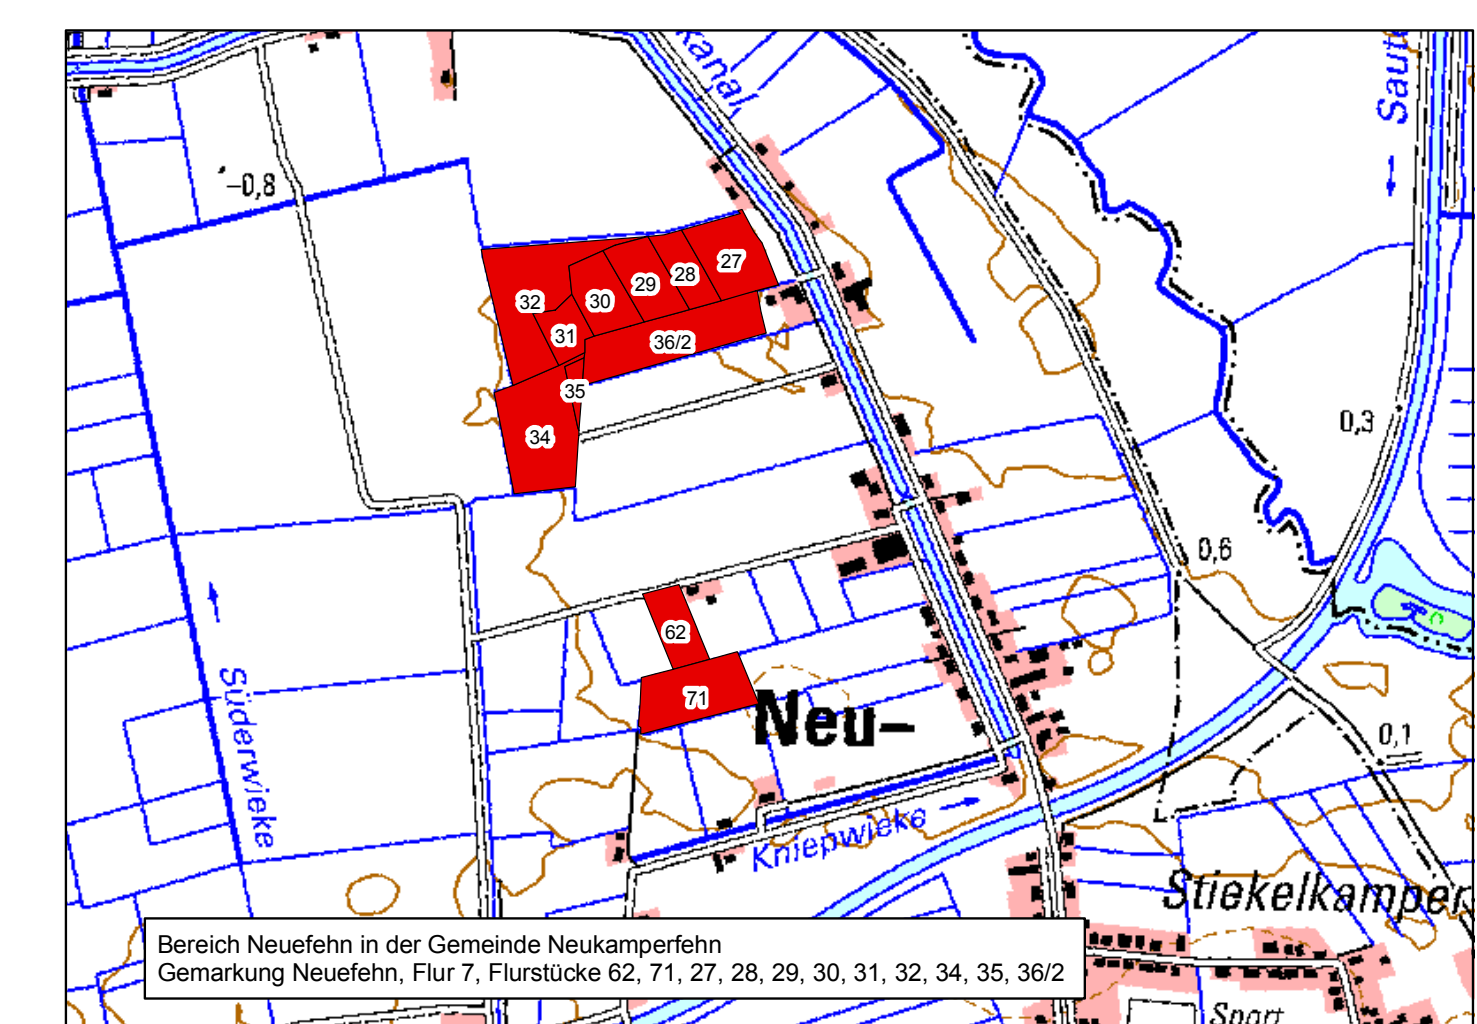 kanal
Saut
-0,8
27
28
29
32
30
31
36/2
35
34
0,3
0,6
62
71
Süderwieke
Neu-
0,1
Kniepwieke
Stiekelkamper
Bereich Neuefehn in der Gemeinde Neukamperfehn
Gemarkung Neuefehn, Flur 7, Flurstücke 62, 71, 27, 28, 29, 30, 31, 32, 34, 35, 36/2
Sport